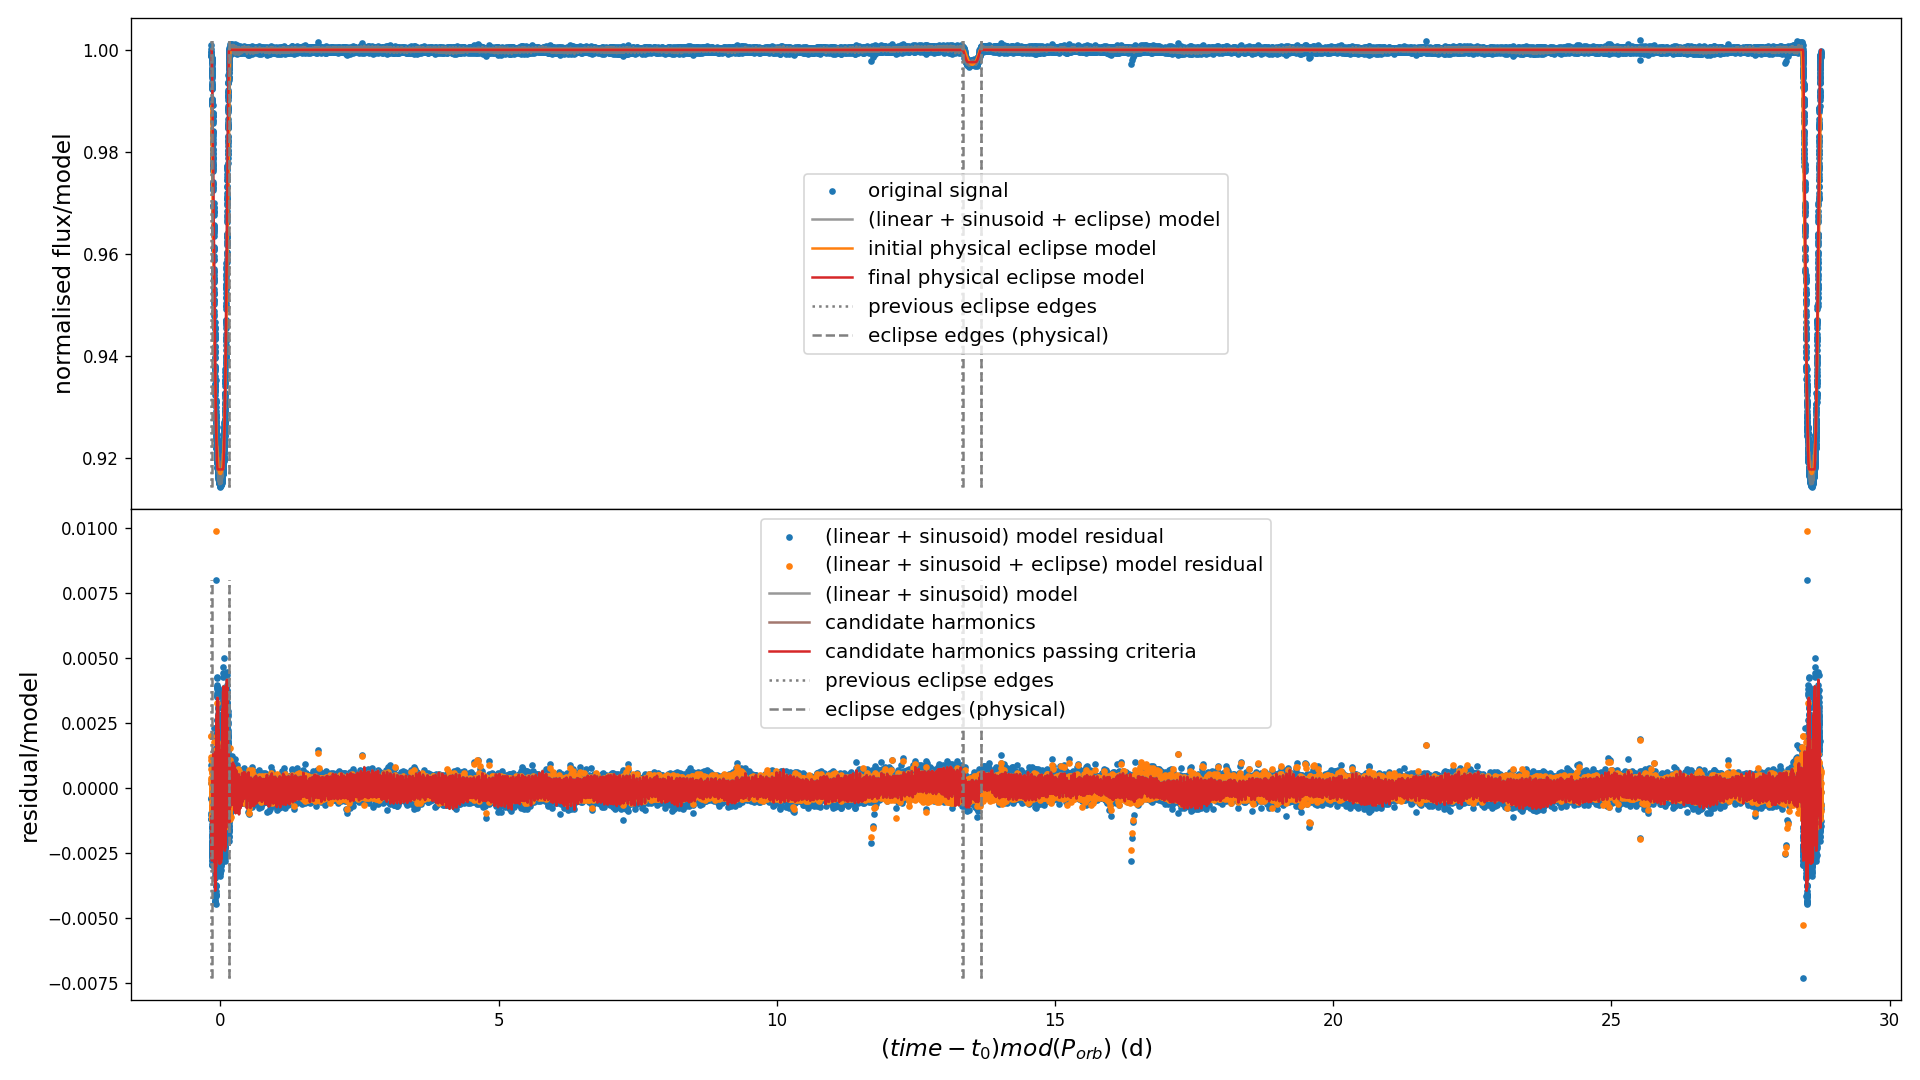 1.00
0.98
0.96
0.94
0.92
normalised flux/model
original signal
(linear + sinusoid + eclipse) model
initial physical eclipse model
final physical eclipse model
previous eclipse edges
eclipse edges (physical)
0.0100
0.0075
0.0050
0.0025
0.0000
−0.0025
−0.0050
−0.0075
residual/model
(linear + sinusoid) model residual
(linear + sinusoid + eclipse) model residual
(linear + sinusoid) model
candidate harmonics
candidate harmonics passing criteria
previous eclipse edges
eclipse edges (physical)
0 5 10 15 20 25 30
(time − t₀)mod(Pₒᵣb) (d)